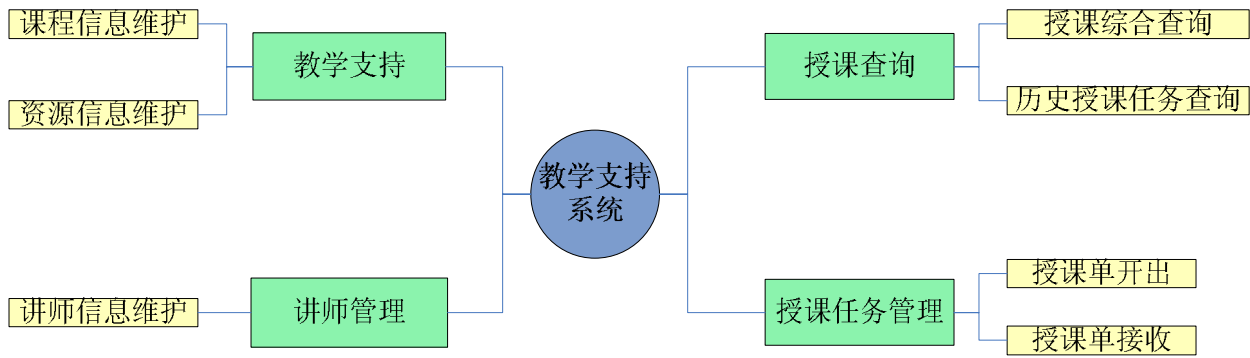 课程信息维护
教学支持
资源信息维护
讲师信息维护
讲师管理
教学支持
系统
授课查询
授课综合查询
历史授课任务查询
授课任务管理
授课单开出
授课单接收